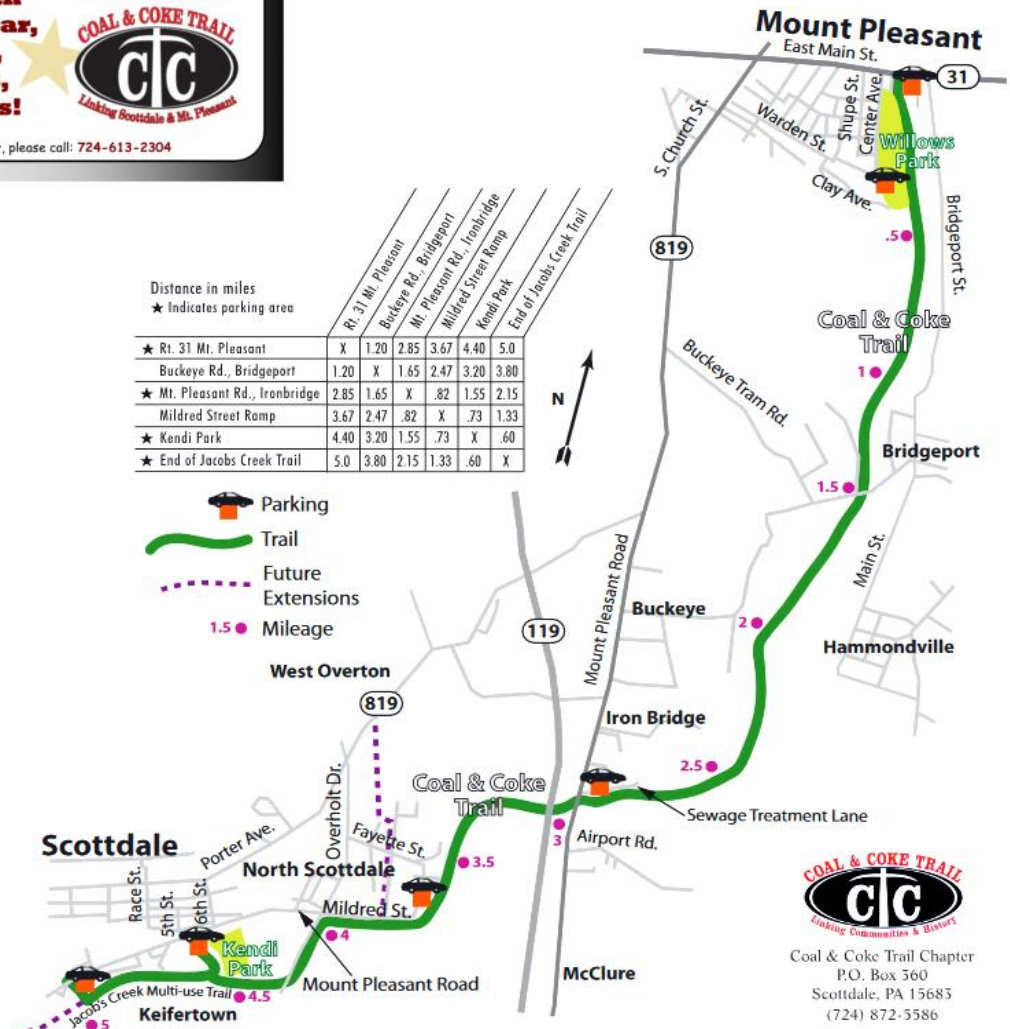 ar,
,
s!
COAL & COKE TRAIL
CTC
Linking Scottdale & Mt. Pleasant
, please call: 724-613-2304
Mount Pleasant
East Main St.
31
S. Church St.
Warden St.
Shupe St.
Center Ave.
Willows
Park
Clay Ave.
Bridgeport St.
.5
819
Coal & Coke
Trail
1
Buckeye Tram Rd.
Bridgeport
1.5
Main St.
Distance in miles
★ Indicates parking area
Rt. 31 Mt. Pleasant
Buckeye Rd., Bridgeport
Mt. Pleasant Rd., Ironbridge
Mildred Street Ramp
Kendi Park
End of Jacobs Creek Trail
★ Rt. 31 Mt. Pleasant X 1.20 2.85 3.67 4.40 5.0
Buckeye Rd., Bridgeport 1.20 X 1.65 2.47 3.20 3.80
★ Mt. Pleasant Rd., Ironbridge 2.85 1.65 X .82 1.55 2.15
Mildred Street Ramp 3.67 2.47 .82 X .73 1.33
★ Kendi Park 4.40 3.20 1.55 .73 X .60
★ End of Jacobs Creek Trail 5.0 3.80 2.15 1.33 .60 X
N
Parking
Trail
Future
Extensions
1.5 Mileage
119
Mount Pleasant Road
Buckeye
2
Hammondville
West Overton
819
Iron Bridge
2.5
Sewage Treatment Lane
Coal & Coke
Trail
3
Airport Rd.
Overholt Dr.
Fayette St.
3.5
Scottdale
Porter Ave.
North Scottdale
Race St.
5th St.
6th St.
Mildred St.
4
Kendi
Park
Mount Pleasant Road
McClure
Jacob's Creek Multi-use Trail
4.5
Keifertown
5
COAL & COKE TRAIL
CTC
Linking Communities & History
Coal & Coke Trail Chapter
P.O. Box 360
Scottdale, PA 15683
(724) 872-5586